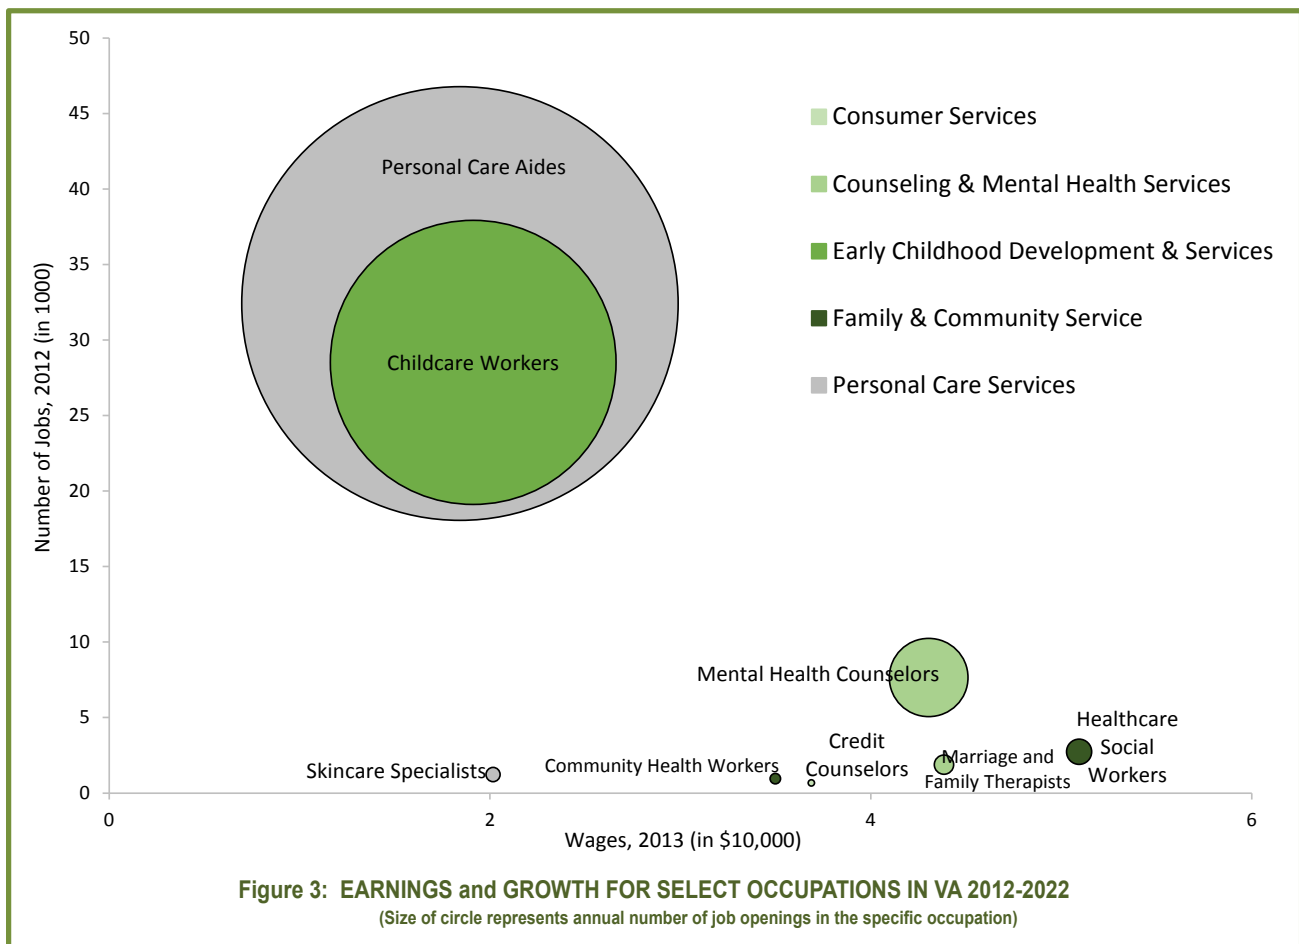 50
45
40
35
30
25
20
15
10
5
0
Number of Jobs, 2012 (in 1000)
Personal Care Aides
Childcare Workers
Consumer Services
Counseling & Mental Health Services
Early Childhood Development & Services
Family & Community Service
Personal Care Services
Mental Health Counselors
Skincare Specialists
Community Health Workers
Credit
Counselors
Marriage and
Family Therapists
Healthcare
Social
Workers
0
2
4
6
Wages, 2013 (in $10,000)
Figure 3: EARNINGS and GROWTH FOR SELECT OCCUPATIONS IN VA 2012-2022
(Size of circle represents annual number of job openings in the specific occupation)